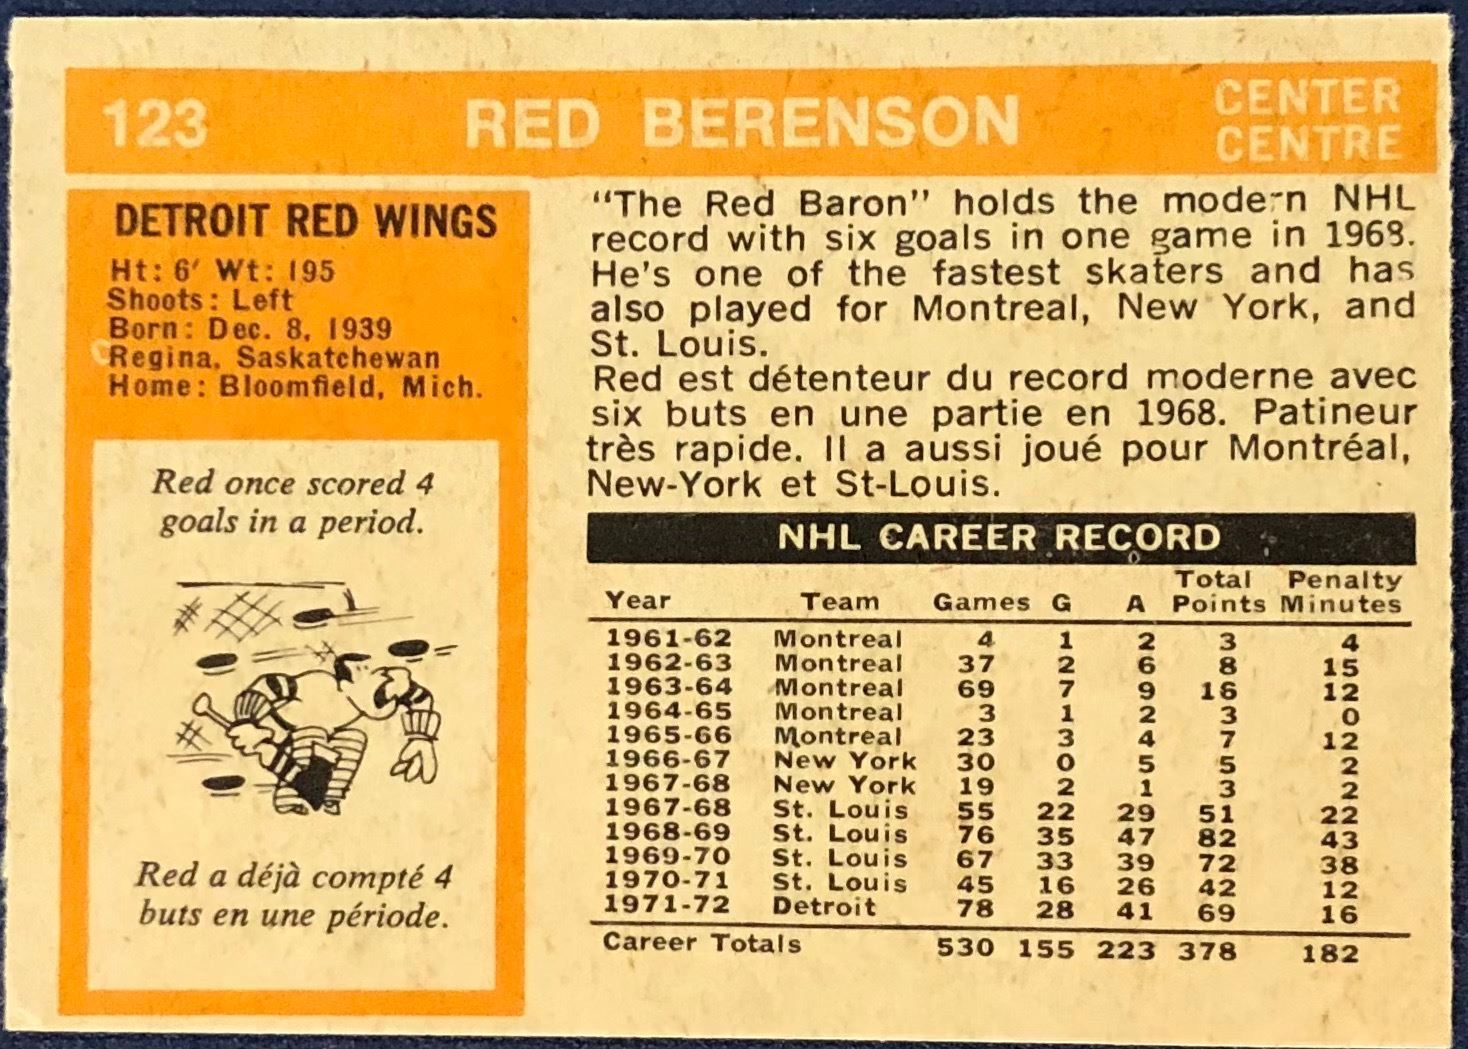 123 RED BERENSON CENTER
CENTRE
DETROIT RED WINGS
Ht: 6′ Wt: 195
Shoots: Left
Born: Dec. 8, 1939
Regina, Saskatchewan
Home: Bloomfield, Mich.
Red once scored 4
goals in a period.
Red a déjà compté 4
buts en une période.
“The Red Baron” holds the modern NHL
record with six goals in one game in 1968.
He's one of the fastest skaters and has
also played for Montreal, New York, and
St. Louis.
Red est détenteur du record moderne avec
six buts en une partie en 1968. Patineur
très rapide. Il a aussi joué pour Montréal,
New-York et St-Louis.
NHL CAREER RECORD
Year Team Games G A Total Points Penalty Minutes
1961-62 Montreal 4 1 2 3 4
1962-63 Montreal 37 2 6 8 15
1963-64 Montreal 69 7 9 16 12
1964-65 Montreal 3 1 2 3 0
1965-66 Montreal 23 3 4 7 12
1966-67 New York 30 0 5 5 2
1967-68 New York 19 2 1 3 2
1967-68 St. Louis 55 22 29 51 22
1968-69 St. Louis 76 35 47 82 43
1969-70 St. Louis 67 33 39 72 38
1970-71 St. Louis 45 16 26 42 12
1971-72 Detroit 78 28 41 69 16
Career Totals 530 155 223 378 182